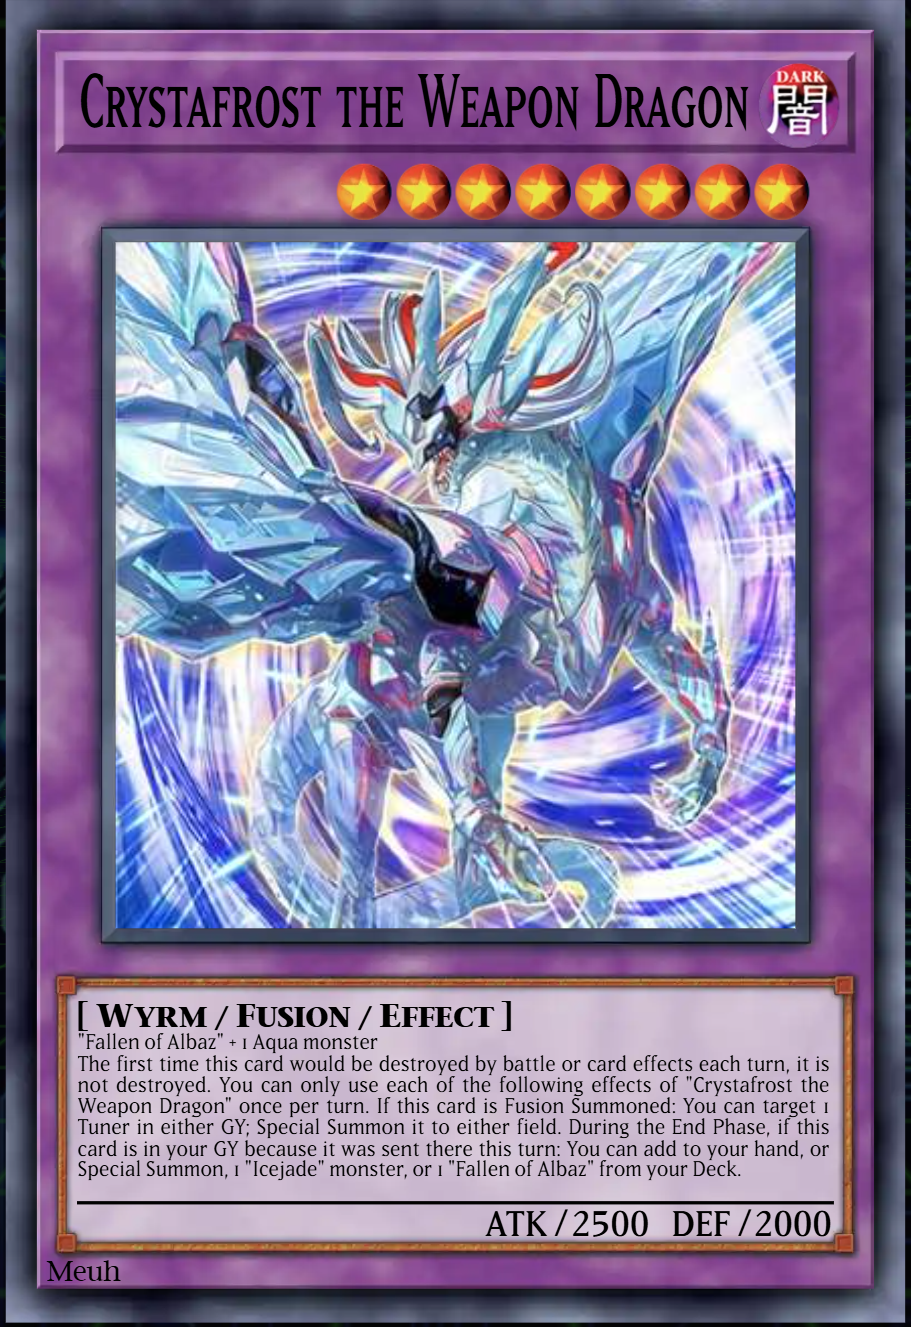 Crystafrost the Weapon Dragon
DARK
闇
[ Wyrm / Fusion / Effect ]
"Fallen of Albaz" + 1 Aqua monster
The first time this card would be destroyed by battle or card effects each turn, it is
not destroyed. You can only use each of the following effects of "Crystafrost the
Weapon Dragon" once per turn. If this card is Fusion Summoned: You can target 1
Tuner in either GY; Special Summon it to either field. During the End Phase, if this
card is in your GY because it was sent there this turn: You can add to your hand, or
Special Summon, 1 "Icejade" monster, or 1 "Fallen of Albaz" from your Deck.
ATK / 2500 DEF / 2000
Meuh